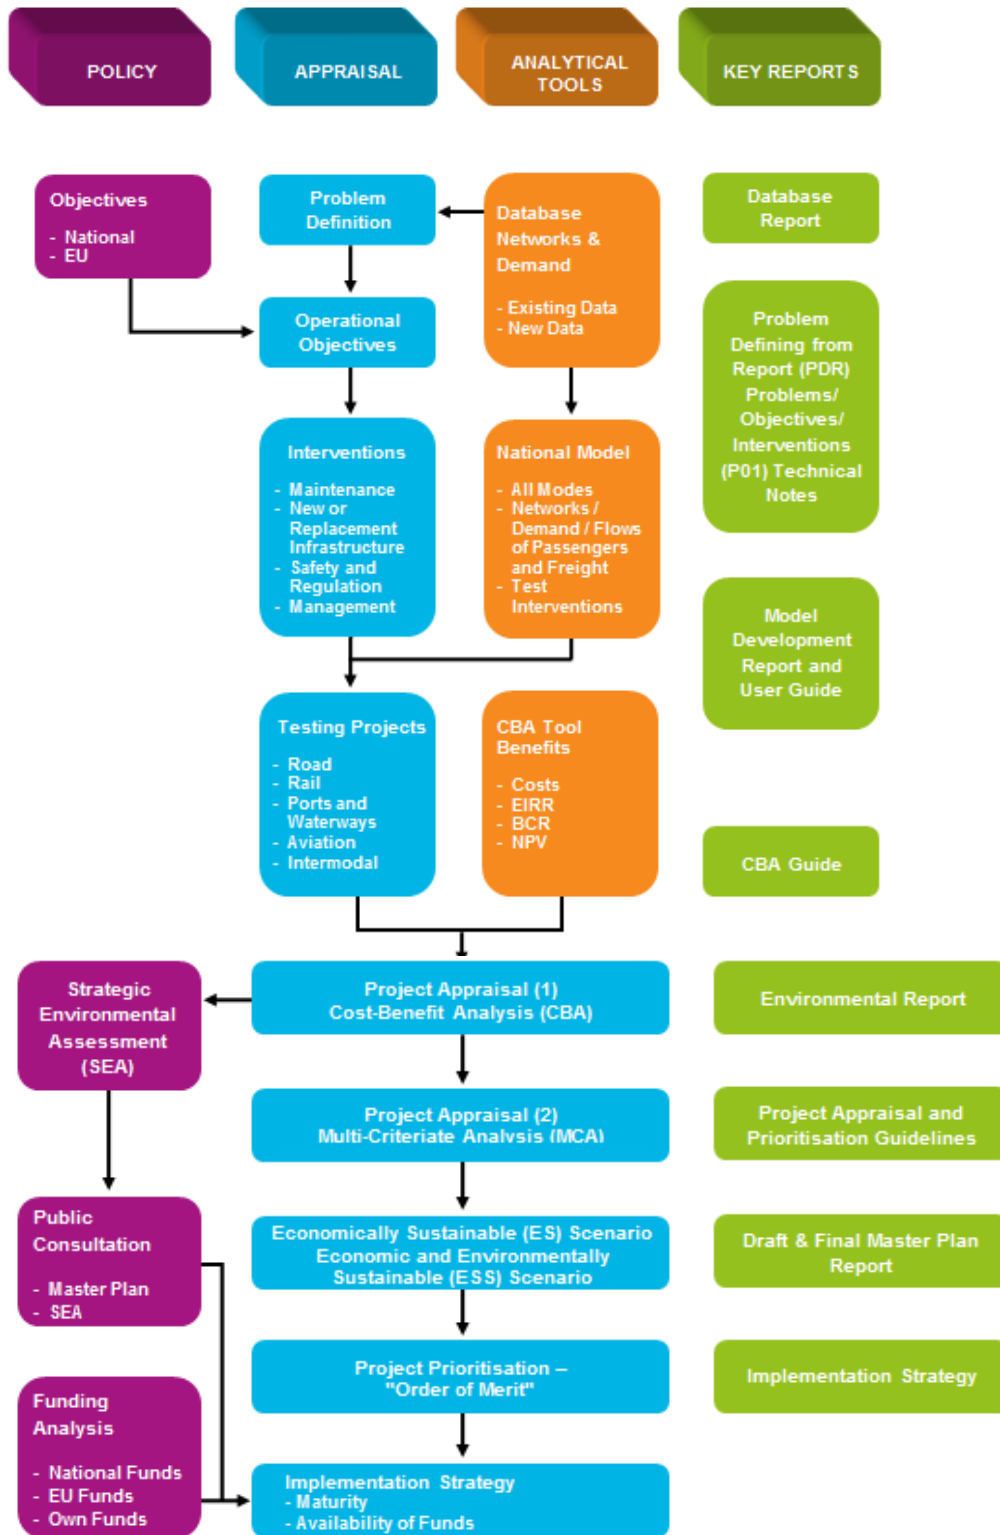 POLICY
APPRAISAL
ANALYTICAL
TOOLS
KEY REPORTS
Objectives
- National
- EU
Problem
Definition
Database
Networks &
Demand
- Existing Data
- New Data
Database
Report
Operational
Objectives
Problem
Defining from
Report (PDR)
Problems/
Objectives/
Interventions
(P01) Technical
Notes
Interventions
- Maintenance
- New or
Replacement
Infrastructure
- Safety and
Regulation
- Management
National Model
- All Modes
- Networks /
Demand / Flows
of Passengers
and Freight
- Test
Interventions
Model
Development
Report and
User Guide
Testing Projects
- Road
- Rail
- Ports and
Waterways
- Aviation
- Intermodal
CBA Tool
Benefits
- Costs
- EIRR
- BCR
- NPV
CBA Guide
Strategic
Environmental
Assessment
(SEA)
Project Appraisal (1)
Cost-Benefit Analysis (CBA)
Environmental Report
Project Appraisal (2)
Multi-Criteriate Analysis (MCA)
Project Appraisal and
Prioritisation Guidelines
Public
Consultation
- Master Plan
- SEA
Economically Sustainable (ES) Scenario
Economic and Environmentally
Sustainable (ESS) Scenario
Draft & Final Master Plan
Report
Project Prioritisation –
"Order of Merit"
Implementation Strategy
Funding
Analysis
- National Funds
- EU Funds
- Own Funds
Implementation Strategy
- Maturity
- Availability of Funds